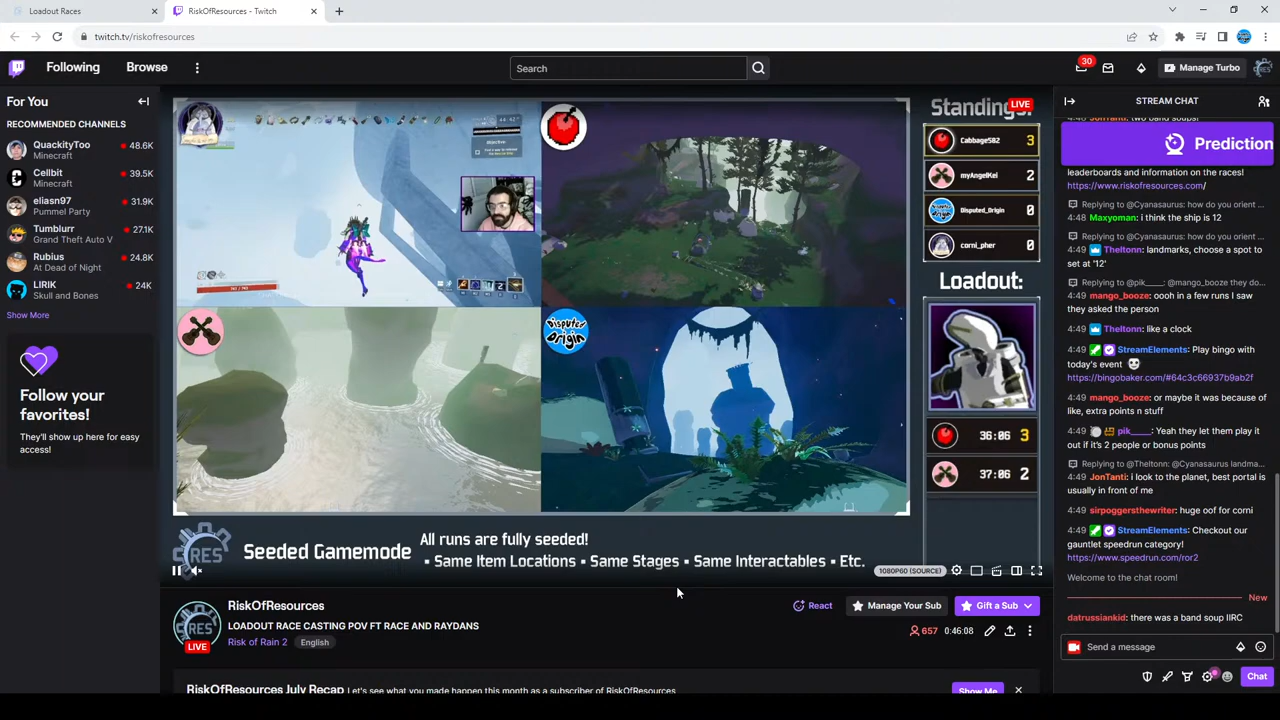 Loadout Races
RiskOfResources - Twitch
twitch.tv/riskofresources
Following
Browse
Search
30
Manage Turbo
For You
RECOMMENDED CHANNELS
QuackityToo
48.6K
Minecraft
Cellbit
39.5K
Minecraft
eliasn97
31.9K
Pummel Party
Tumblurr
27.1K
Grand Theft Auto V
Rubius
24.8K
At Dead of Night
LIRIK
24K
Skull and Bones
Show More
Follow your
favorites!
They'll show up here for easy
access!
Disputed
Origin
Standings:
LIVE
Cabbage582 3
myAngelKei 2
Disputed_Origin 0
corni_pher 0
Loadout:
36:06 3
37:06 2
RES
Seeded Gamemode
All runs are fully seeded!
• Same Item Locations • Same Stages • Same Interactables • Etc.
1080P60 (SOURCE)
RES
LIVE
RiskOfResources
LOADOUT RACE CASTING POV FT RACE AND RAYDANS
Risk of Rain 2
English
React
Manage Your Sub
Gift a Sub
657
0:46:08
RiskOfResources July Recap Let's see what you made happen this month as a subscriber of RiskOfResources
Show Me
STREAM CHAT
JonTanti: two band soups!
Prediction
leaderboards and information on the races!
https://www.riskofresources.com/
Replying to @Cyanasaurus: how do you orient ...
4:48 Maxyoman: i think the ship is 12
Replying to @Cyanasaurus: how do you orient ...
4:49 Theltonn: landmarks, choose a spot to
set at '12'
Replying to @pik____: @mango_booze they do...
4:49 mango_booze: oooh in a few runs I saw
they asked the person
4:49 Theltonn: like a clock
4:49 StreamElements: Play bingo with
today's event
https://bingobaker.com/#64c3c66937b9ab2f
4:49 mango_booze: or maybe it was because of
like, extra points n stuff
4:49 pik____: Yeah they let them play it
out if it's 2 people or bonus points
Replying to @Theltonn: @Cyanasaurus landma...
4:49 JonTanti: i look to the planet, best portal is
usually in front of me
4:49 sirpoggersthewriter: huge oof for corni
4:49 StreamElements: Checkout our
gauntlet speedrun category!
https://www.speedrun.com/ror2
Welcome to the chat room!
New
datrussiankid: there was a band soup IIRC
Send a message
Chat